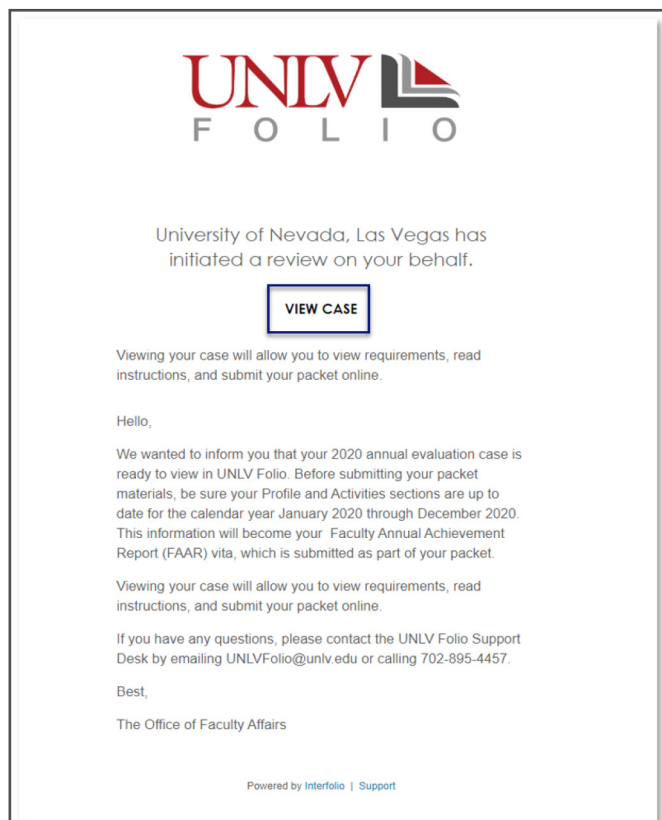 UNLV
FOLIO
University of Nevada, Las Vegas has
initiated a review on your behalf.
VIEW CASE
Viewing your case will allow you to view requirements, read
instructions, and submit your packet online.
Hello,
We wanted to inform you that your 2020 annual evaluation case is
ready to view in UNLV Folio. Before submitting your packet
materials, be sure your Profile and Activities sections are up to
date for the calendar year January 2020 through December 2020.
This information will become your  Faculty Annual Achievement
Report (FAAR) vita, which is submitted as part of your packet.
Viewing your case will allow you to view requirements, read
instructions, and submit your packet online.
If you have any questions, please contact the UNLV Folio Support
Desk by emailing UNLVFolio@unlv.edu or calling 702-895-4457.
Best,
The Office of Faculty Affairs
Powered by Interfolio | Support